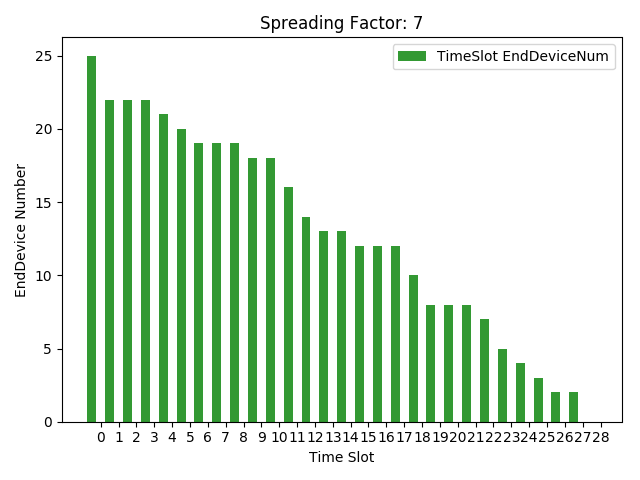 Spreading Factor: 7
TimeSlot EndDeviceNum
EndDevice Number
25
20
15
10
5
0
0 1 2 3 4 5 6 7 8 9 10 11 12 13 14 15 16 17 18 19 20 21 22 23 24 25 26 27 28
Time Slot